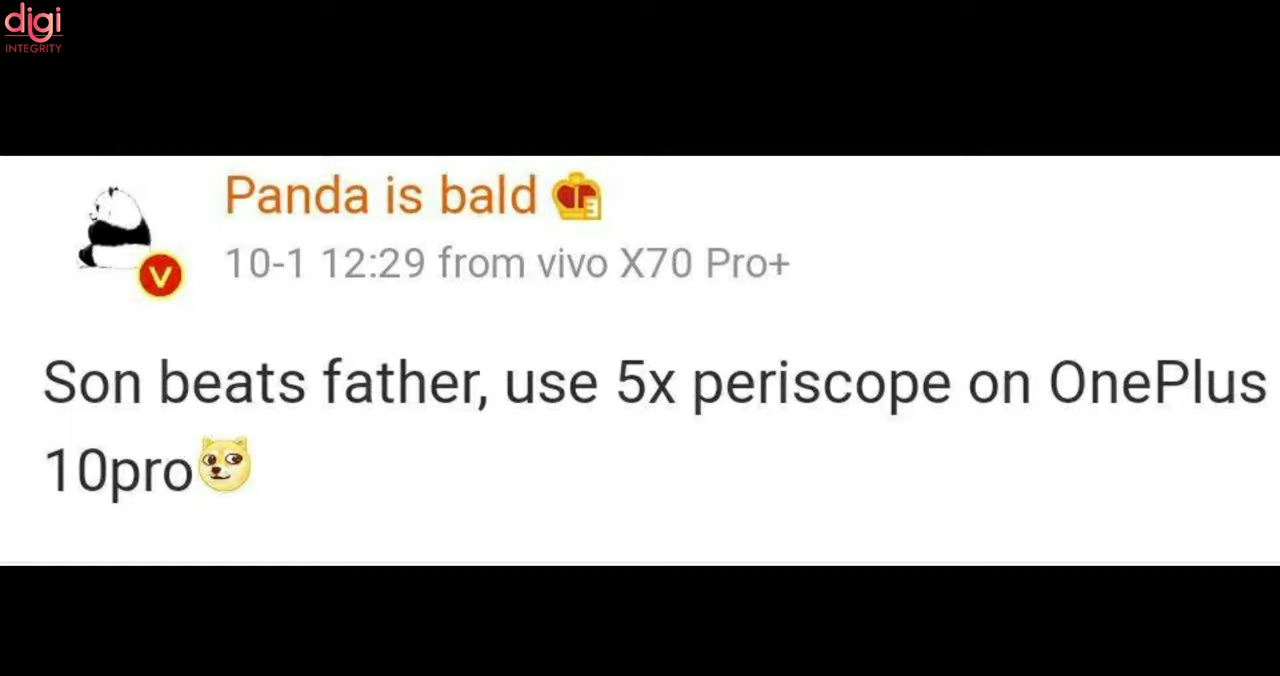 digi
INTEGRITY
Panda is bald
10-1 12:29 from vivo X70 Pro+
Son beats father, use 5x periscope on OnePlus
10pro